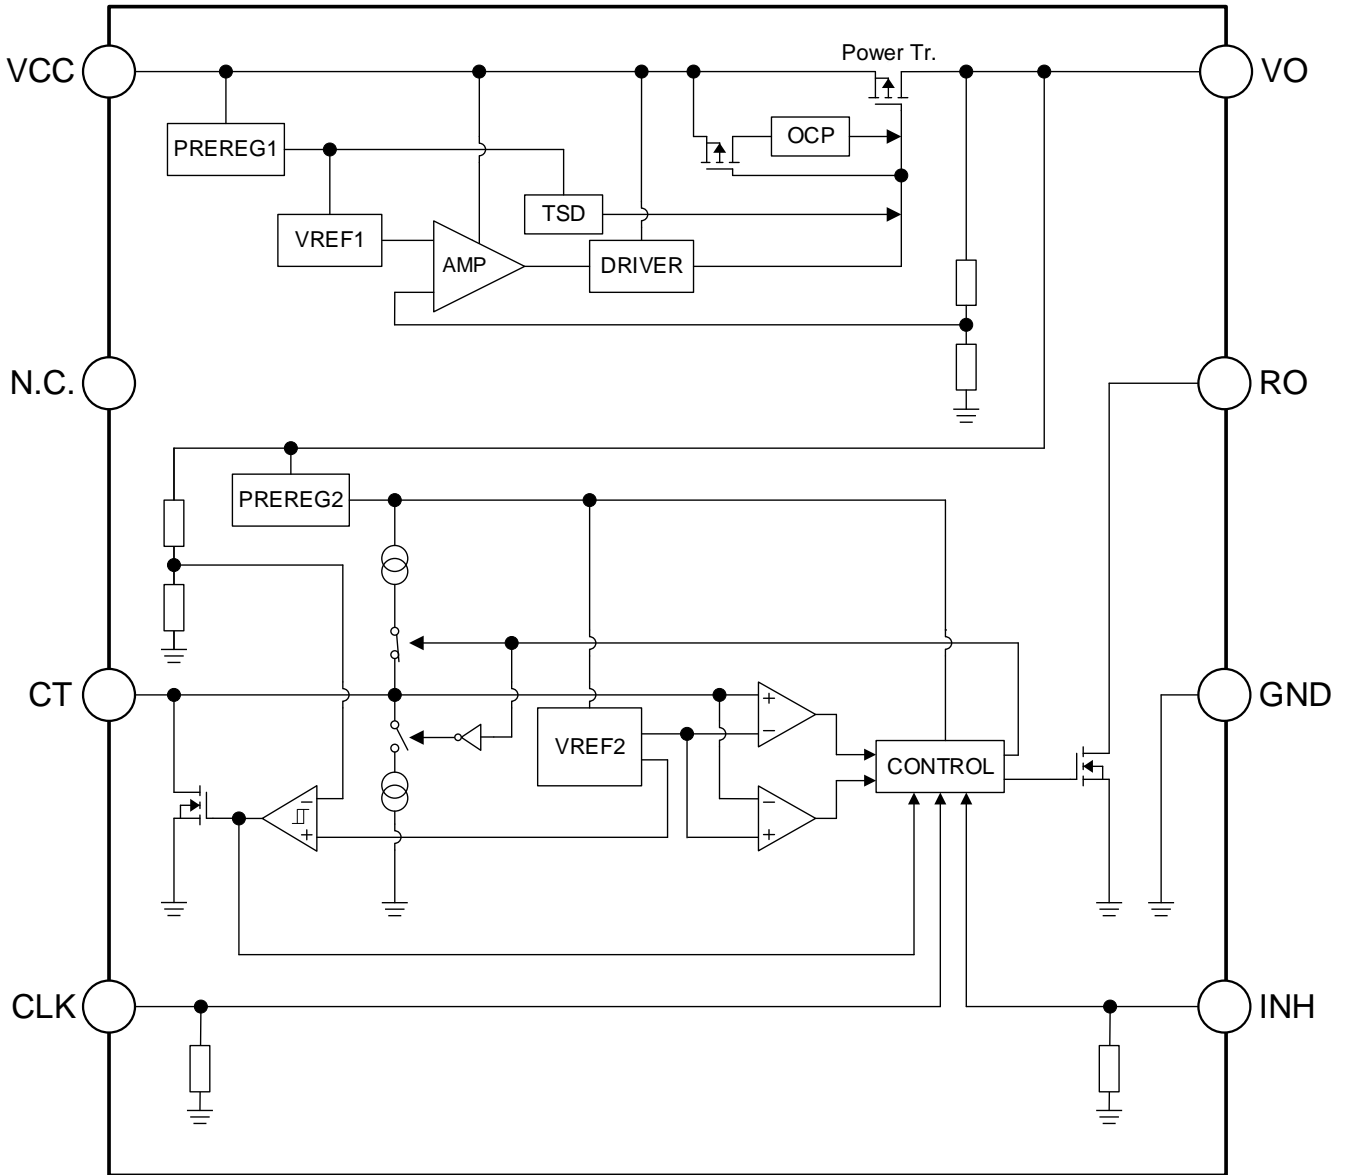 Power Tr.
VCC
VO
PREREG1
OCP
TSD
VREF1
AMP
DRIVER
N.C.
RO
PREREG2
CT
GND
+
−
VREF2
CONTROL
−
−
+
+
CLK
INH